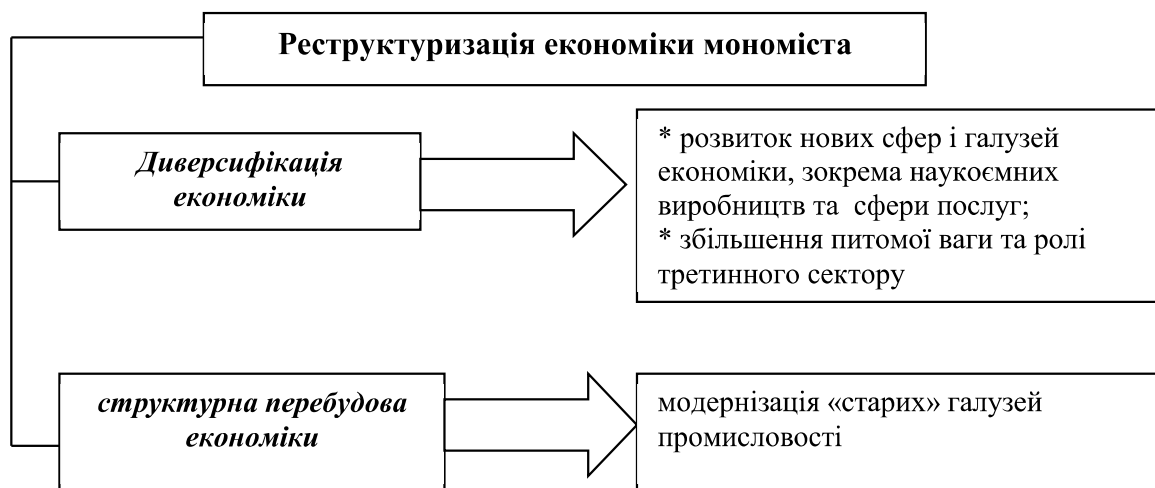 Реструктуризація економіки мономіста
Диверсифікація
економіки
* розвиток нових сфер і галузей
економіки, зокрема наукоємних
виробництв та сфери послуг;
* збільшення питомої ваги та ролі
третинного сектору
структурна перебудова
економіки
модернізація «старих» галузей
промисловості